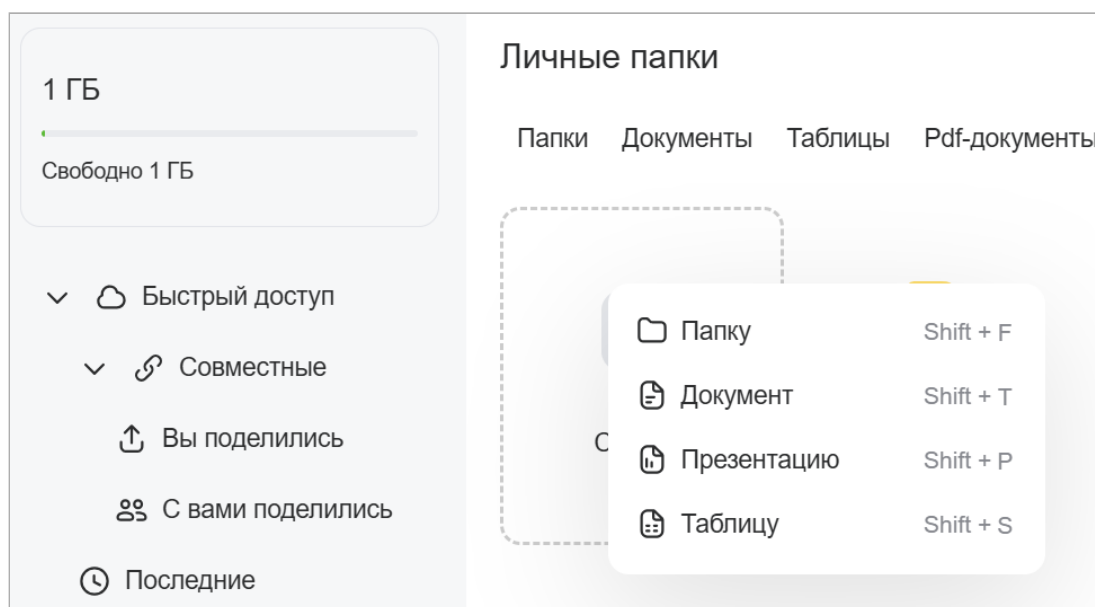 1 ГБ
Свободно 1 ГБ
Быстрый доступ
Совместные
Вы поделились
С вами поделились
Последние
Личные папки
Папки Документы Таблицы Pdf-документы
Папку Shift + F
Документ Shift + T
Презентацию Shift + P
Таблицу Shift + S